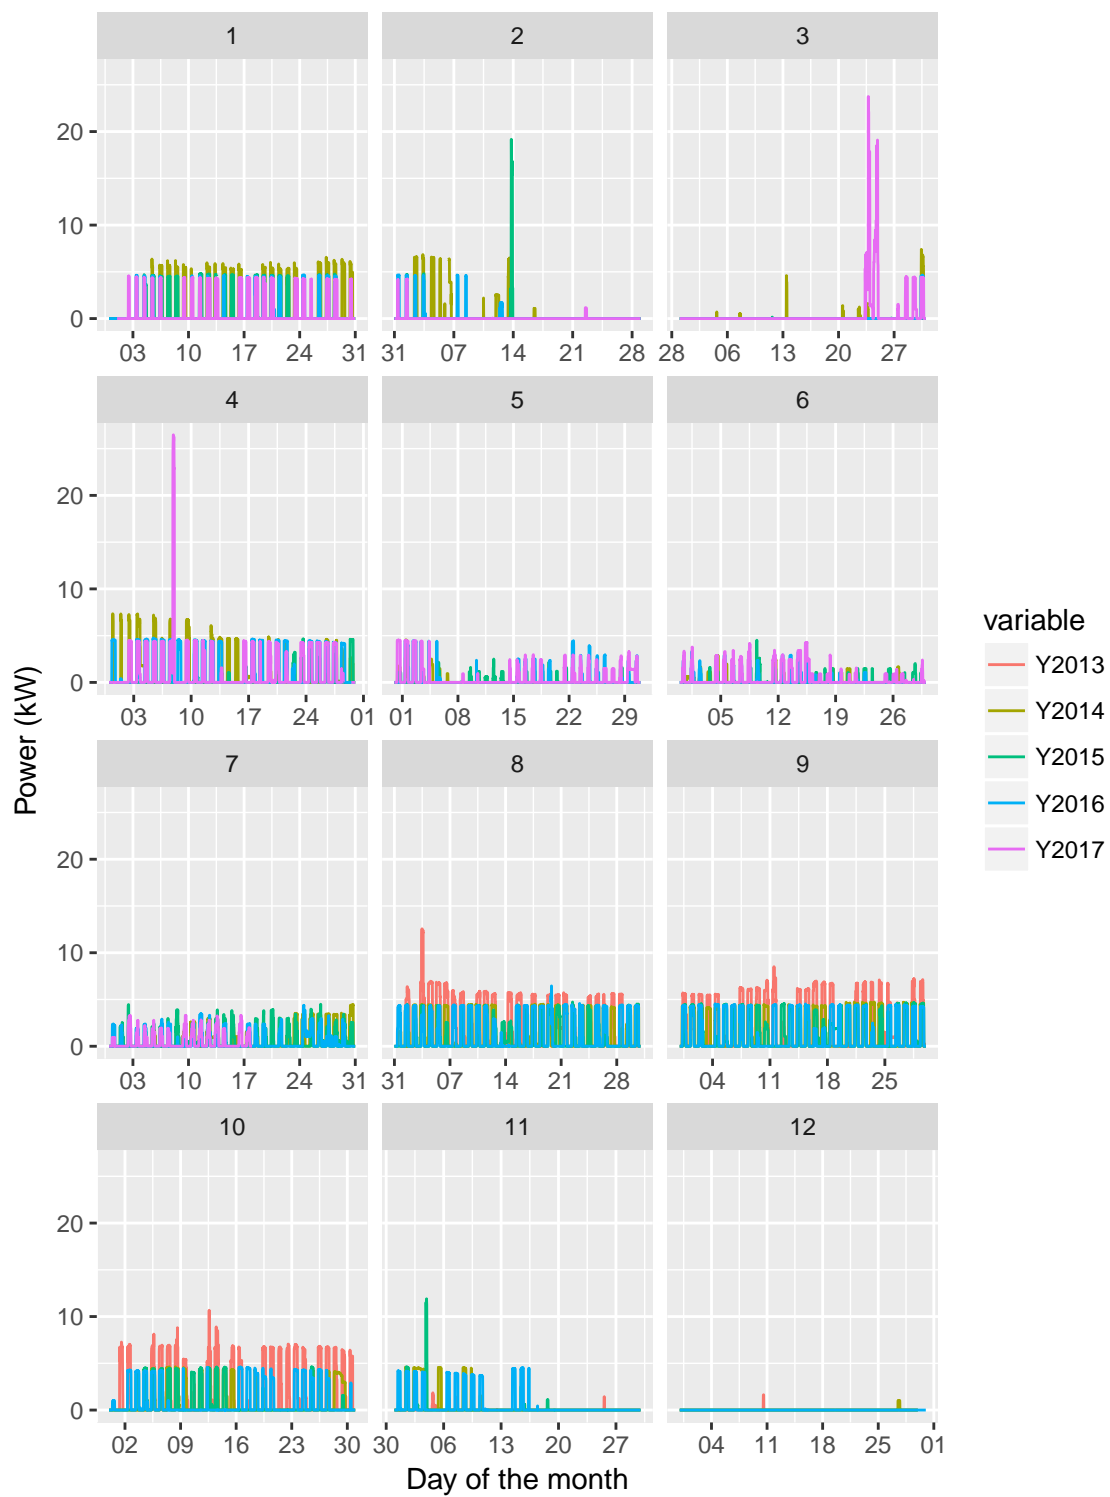 1 2 3
20
10
0
03 10 17 24 31 31 07 14 21 28 28 06 13 20 27
4 5 6
20
10
0
03 10 17 24 01 01 08 15 22 29 05 12 19 26
7 8 9
20
10
0
03 10 17 24 31 31 07 14 21 28 04 11 18 25
10 11 12
20
10
0
02 09 16 23 30 30 06 13 20 27 04 11 18 25 01
Day of the month
Power (kW)
variable
Y2013
Y2014
Y2015
Y2016
Y2017